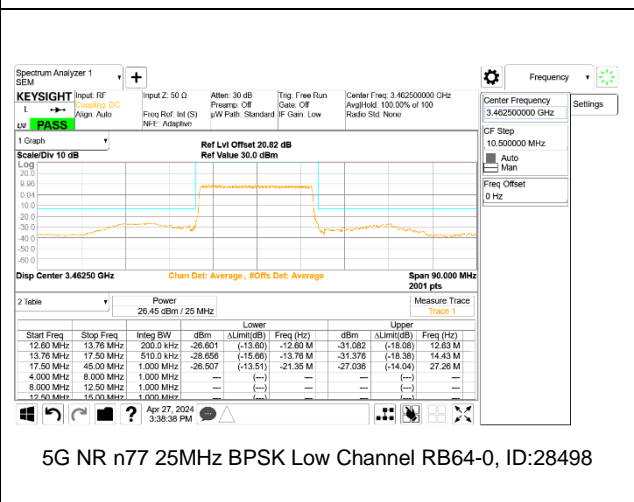 Spectrum Analyzer 1
SEM
Frequency
KEYSIGHT
Input: RF
Coupling: DC
Align: Auto
Input Z: 50 Ω
Freq Ref: Int (S)
NFE: Adaptive
Atten: 30 dB
Preamp: Off
µW Path: Standard
Trig: Free Run
Gate: Off
IF Gain: Low
Center Freq: 3.462500000 GHz
Avg|Hold: 100.00% of 100
Radio Std: None
PASS
Center Frequency
3.462500000 GHz
Settings
CF Step
10.500000 MHz
Auto
Man
Freq Offset
0 Hz
1 Graph
Ref Lvl Offset 20.82 dB
Scale/Div 10 dB
Ref Value 30.0 dBm
Log
20.0
9.96
0.04
10.0
-20.0
-30.0
-40.0
-50.0
-60.0
Disp Center 3.46250 GHz
Chan Det: Average , #Offs Det: Average
Span 90.000 MHz
2001 pts
2 Table
Power
26.45 dBm / 25 MHz
Measure Trace
Trace 1
Lower Upper
Start Freq Stop Freq Integ BW dBm ΔLimit(dB) Freq (Hz) dBm ΔLimit(dB) Freq (Hz)
12.60 MHz 13.76 MHz 200.0 kHz -26.601 (-13.60) -12.60 M -31.082 (-18.08) 12.63 M
13.76 MHz 17.50 MHz 510.0 kHz -28.656 (-15.66) -13.76 M -31.376 (-18.38) 14.43 M
17.50 MHz 45.00 MHz 1.000 MHz -26.507 (-13.51) -21.35 M -27.036 (-14.04) 27.26 M
4.000 MHz 8.000 MHz 1.000 MHz --- (---) --- --- (---) ---
8.000 MHz 12.50 MHz 1.000 MHz --- (---) --- --- (---) ---
12.50 MHz 15.00 MHz 1.000 MHz --- (---) --- --- (---) ---
Apr 27, 2024
3:38:38 PM
5G NR n77 25MHz BPSK Low Channel RB64-0, ID:28498